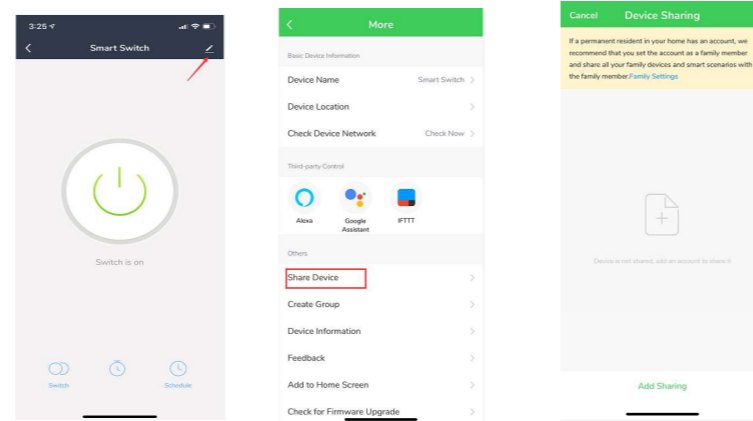 3:25
Smart Switch
Switch is on
Switch
Schedule
More
Basic Device Information
Device Name Smart Switch
Device Location
Check Device Network Check Now
Third-party Control
Alexa Google IFTTT
Assistant
Others
Share Device
Create Group
Device Information
Feedback
Add to Home Screen
Check for Firmware Upgrade
Cancel Device Sharing
If a permanent resident in your home has an account, we
recommend that you set the account as a family member
and share all your family devices and smart scenarios with
the family member.Family Settings
Device is not shared, add an account to share it
Add Sharing